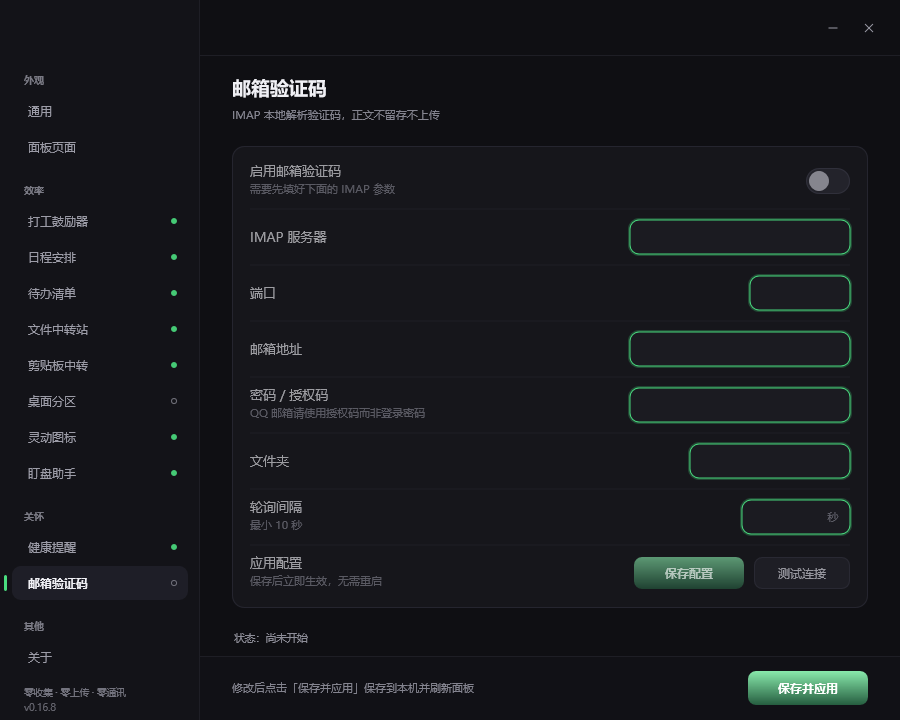 外观
通用
面板页面
效率
打工鼓励器
日程安排
待办清单
文件中转站
剪贴板中转
桌面分区
灵动图标
盯盘助手
关怀
健康提醒
邮箱验证码
其他
关于
零收集 · 零上传 · 零通讯
v0.16.8
邮箱验证码
IMAP 本地解析验证码，正文不留存不上传
启用邮箱验证码
需要先填好下面的 IMAP 参数
IMAP 服务器
端口
邮箱地址
密码 / 授权码
QQ 邮箱请使用授权码而非登录密码
文件夹
轮询间隔
最小 10 秒
秒
应用配置
保存后立即生效，无需重启
保存配置
测试连接
状态：尚未开始
修改后点击「保存并应用」保存到本机并刷新面板
保存并应用